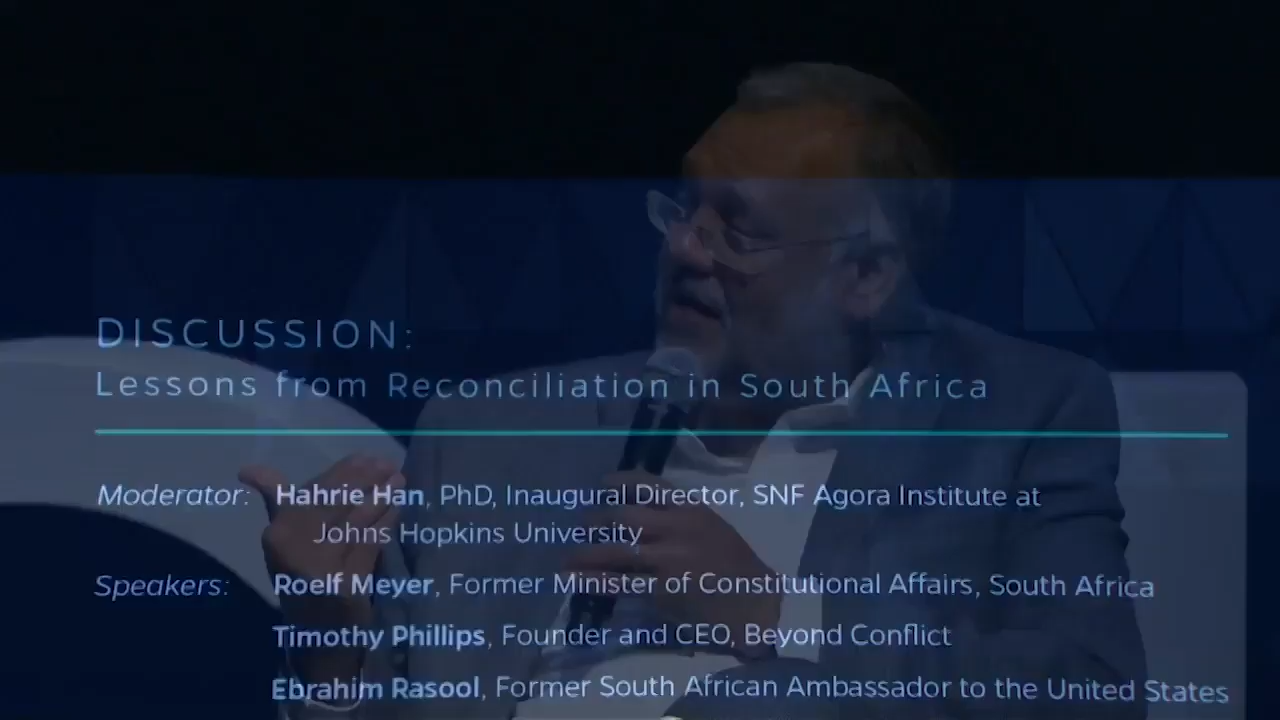 DISCUSSION:
Lessons from Reconciliation in South Africa
Moderator: Hahrie Han, PhD, Inaugural Director, SNF Agora Institute at
Johns Hopkins University
Speakers: Roelf Meyer, Former Minister of Constitutional Affairs, South Africa
Timothy Phillips, Founder and CEO, Beyond Conflict
Ebrahim Rasool, Former South African Ambassador to the United States